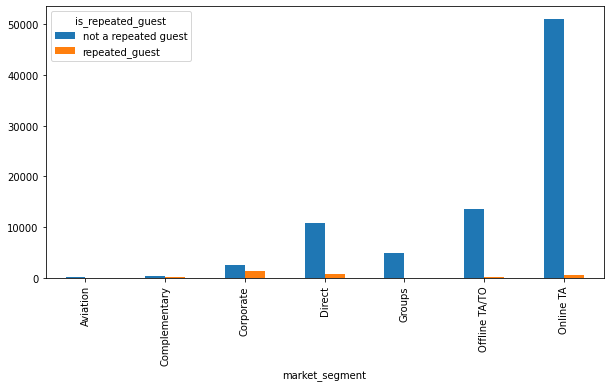 is_repeated_guest
not a repeated guest
repeated_guest
50000
40000
30000
20000
10000
0
Aviation
Complementary
Corporate
Direct
Groups
Offline TA/TO
Online TA
market_segment